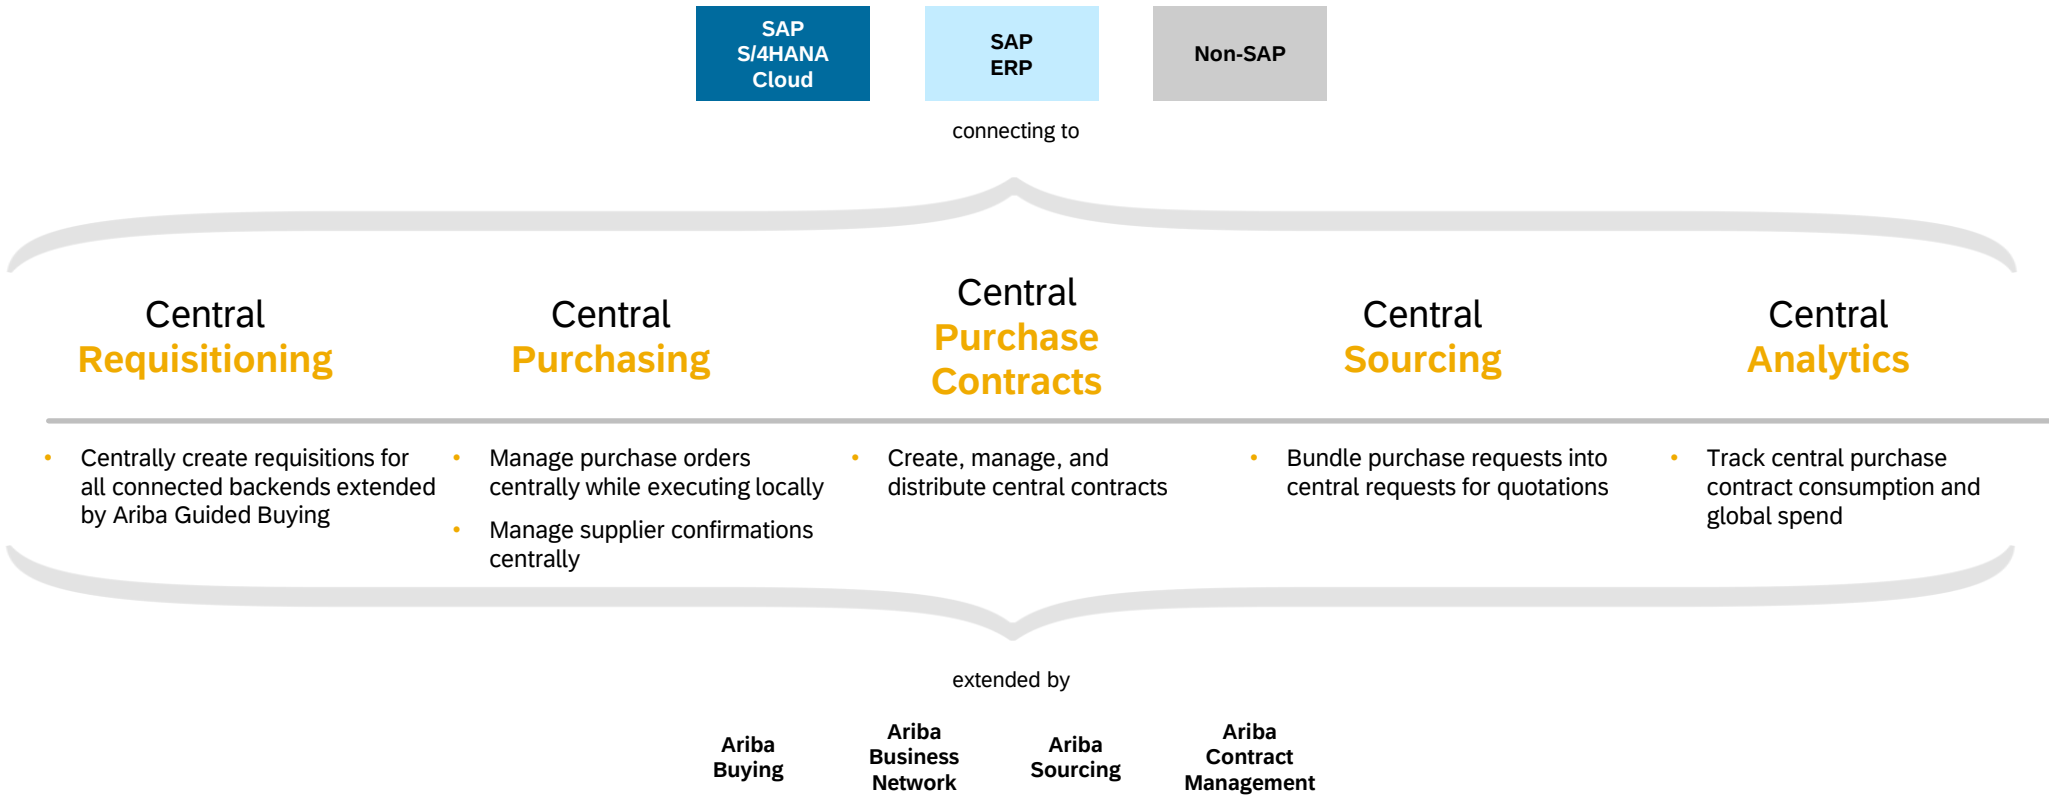 SAP
S/4HANA
Cloud
SAP
ERP
Non-SAP
connecting to
Central
Requisitioning
Central
Purchasing
Central
Purchase
Contracts
Central
Sourcing
Central
Analytics
• Centrally create requisitions for
all connected backends extended
by Ariba Guided Buying
• Manage purchase orders
centrally while executing locally
• Manage supplier confirmations
centrally
• Create, manage, and
distribute central contracts
• Bundle purchase requests into
central requests for quotations
• Track central purchase
contract consumption and
global spend
extended by
Ariba
Buying
Ariba
Business
Network
Ariba
Sourcing
Ariba
Contract
Management